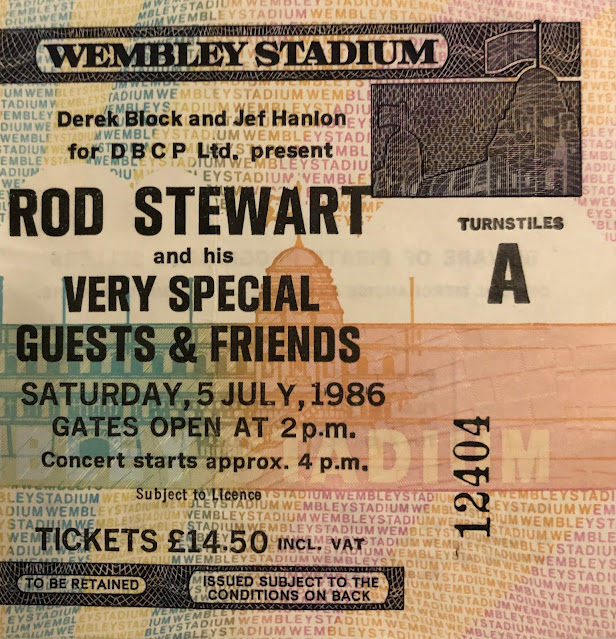 WEMBLEY STADIUM
Derek Block and Jef Hanlon
for D B C P Ltd. present
ROD STEWART
and his
VERY SPECIAL
GUESTS & FRIENDS
SATURDAY, 5 JULY, 1986
GATES OPEN AT 2 p.m.
Concert starts approx. 4 p.m.
Subject to Licence
TICKETS £14.50 INCL. VAT
TURNSTILES
A
12404
STADIUM
TO BE RETAINED
ISSUED SUBJECT TO THE
CONDITIONS ON BACK